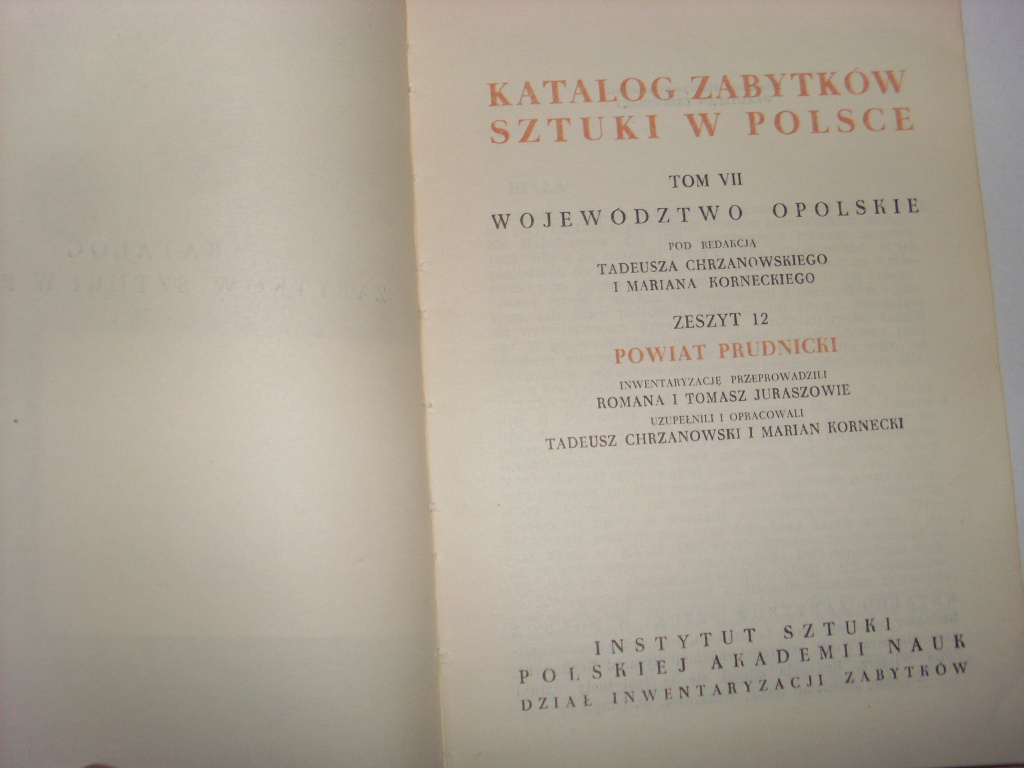 KATALOG ZABYTKÓW
SZTUKI W POLSCE
TOM VII
WOJEWÓDZTWO OPOLSKIE
POD REDAKCJĄ
TADEUSZA CHRZANOWSKIEGO
I MARIANA KORNECKIEGO
ZESZYT 12
POWIAT PRUDNICKI
INWENTARYZACJĘ PRZEPROWADZILI
ROMANA I TOMASZ JURASZOWIE
UZUPEŁNILI I OPRACOWALI
TADEUSZ CHRZANOWSKI I MARIAN KORNECKI
INSTYTUT SZTUKI
POLSKIEJ AKADEMII NAUK
DZIAŁ INWENTARYZACJI ZABYTKÓW